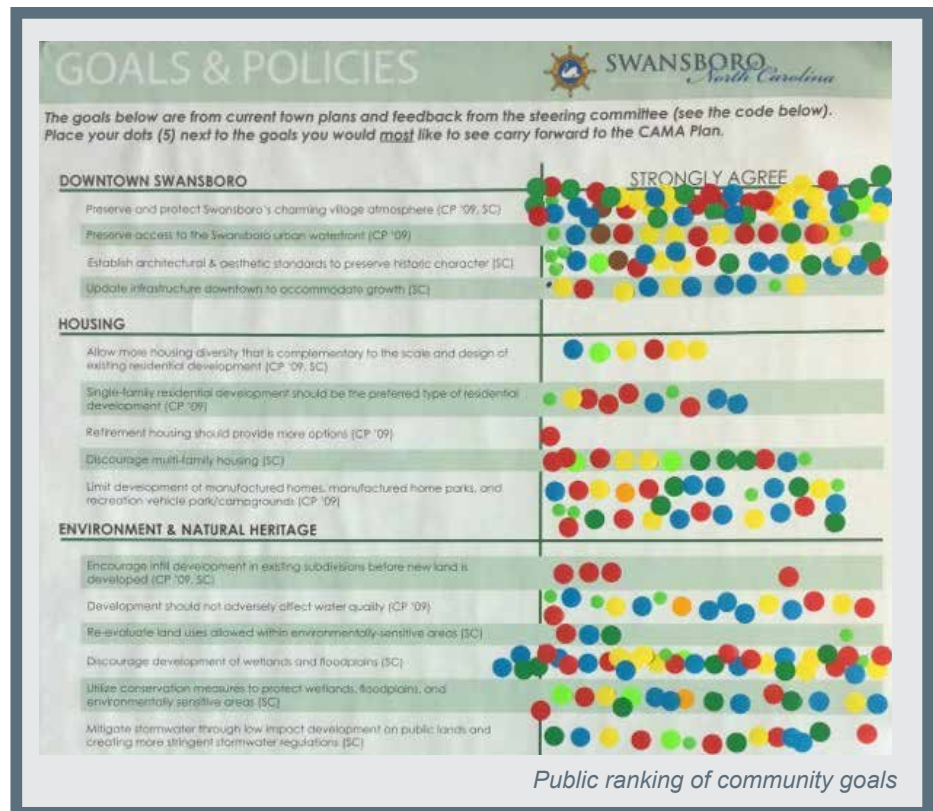 GOALS & POLICIES
SWANSBORO
North Carolina
The goals below are from current town plans and feedback from the steering committee (see the code below).
Place your dots (5) next to the goals you would most like to see carry forward to the CAMA Plan.
DOWNTOWN SWANSBORO
STRONGLY AGREE
Preserve and protect Swansboro's charming village atmosphere (CP '09, SC)
Preserve access to the Swansboro urban waterfront (CP '09)
Establish architectural & aesthetic standards to preserve historic character (SC)
Update infrastructure downtown to accommodate growth (SC)
HOUSING
Allow more housing diversity that is complementary to the scale and design of
existing residential development (CP '09, SC)
Single-family residential development should be the preferred type of residential
development (CP '09)
Retirement housing should provide more options (CP '09)
Discourage multi-family housing (SC)
Limit development of manufactured homes, manufactured home parks, and
recreation vehicle park/campgrounds (CP '09)
ENVIRONMENT & NATURAL HERITAGE
Encourage infill development in existing subdivisions before new land is
developed (CP '09, SC)
Development should not adversely affect water quality (CP '09)
Re-evaluate land uses allowed within environmentally-sensitive areas (SC)
Discourage development of wetlands and floodplains (SC)
Utilize conservation measures to protect wetlands, floodplains, and
environmentally sensitive areas (SC)
Mitigate stormwater through low impact development on public lands and
creating more stringent stormwater regulations (SC)
Public ranking of community goals